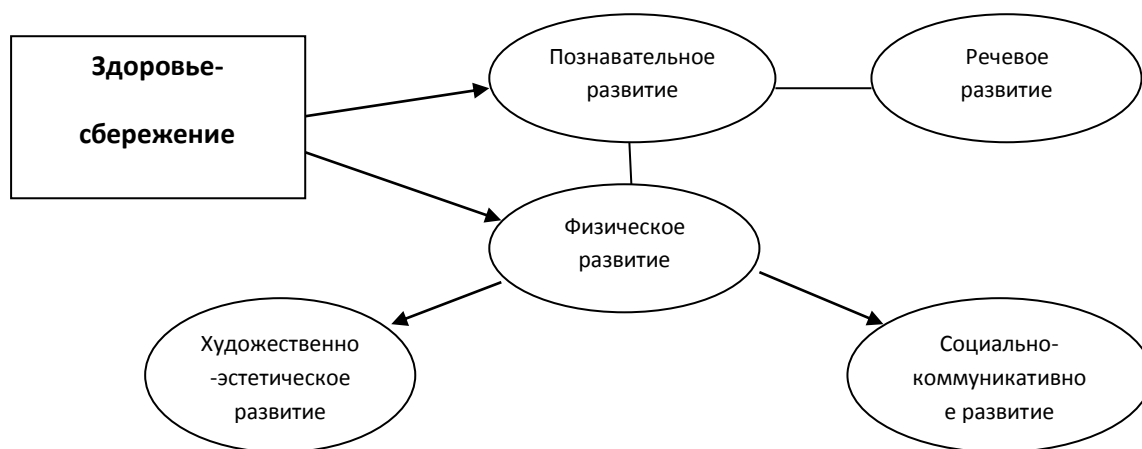 Здоровье-
сбережение
Познавательное
развитие
Речевое
развитие
Физическое
развитие
Художественно
-эстетическое
развитие
Социально-
коммуникативно
е развитие